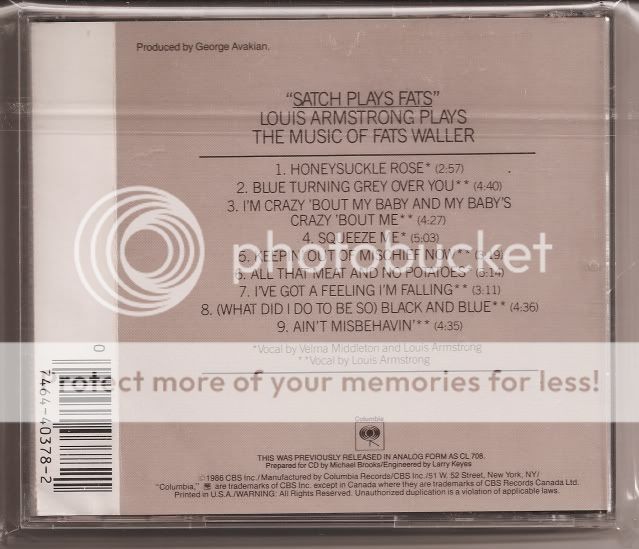 Produced by George Avakian.
"SATCH PLAYS FATS"
LOUIS ARMSTRONG PLAYS
THE MUSIC OF FATS WALLER
1. HONEYSUCKLE ROSE* (2:57)
2. BLUE TURNING GREY OVER YOU** (4:40)
3. I'M CRAZY 'BOUT MY BABY AND MY BABY'S
CRAZY 'BOUT ME** (4:27)
4. SQUEEZE ME* (5:03)
5. KEEPIN' OUT OF MISCHIEF NOW**
6. ALL THAT MEAT AND NO POTATOES* (5:14)
7. I'VE GOT A FEELING I'M FALLING** (3:11)
8. (WHAT DID I DO TO BE SO) BLACK AND BLUE** (4:36)
9. AIN'T MISBEHAVIN'** (4:35)
*Vocal by Velma Middleton and Louis Armstrong
**Vocal by Louis Armstrong
photobucket
Protect more of your memories for less!
0
7464-40378-2
Columbia
THIS WAS PREVIOUSLY RELEASED IN ANALOG FORM AS CL 708.
Prepared for CD by Michael Brooks/Engineered by Larry Keyes
©1986 CBS Inc./Manufactured by Columbia Records/CBS Inc./51 W. 52 Street, New York, NY/
"Columbia," are trademarks of CBS Inc. except in Canada where they are trademarks of CBS Records Canada Ltd.
Printed in U.S.A./WARNING: All Rights Reserved. Unauthorized duplication is a violation of applicable laws.